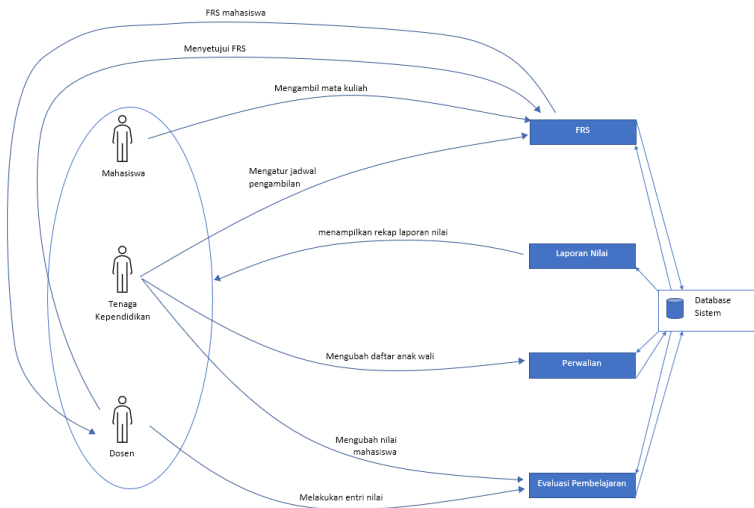 FRS mahasiswa
Menyetujui FRS
Mengambil mata kuliah
FRS
Mahasiswa
Mengatur jadwal
pengambilan
menampilkan rekap laporan nilai
Laporan Nilai
Tenaga
Kependidikan
Database
Sistem
Mengubah daftar anak wali
Perwalian
Mengubah nilai
mahasiswa
Dosen
Evaluasi Pembelajaran
Melakukan entri nilai